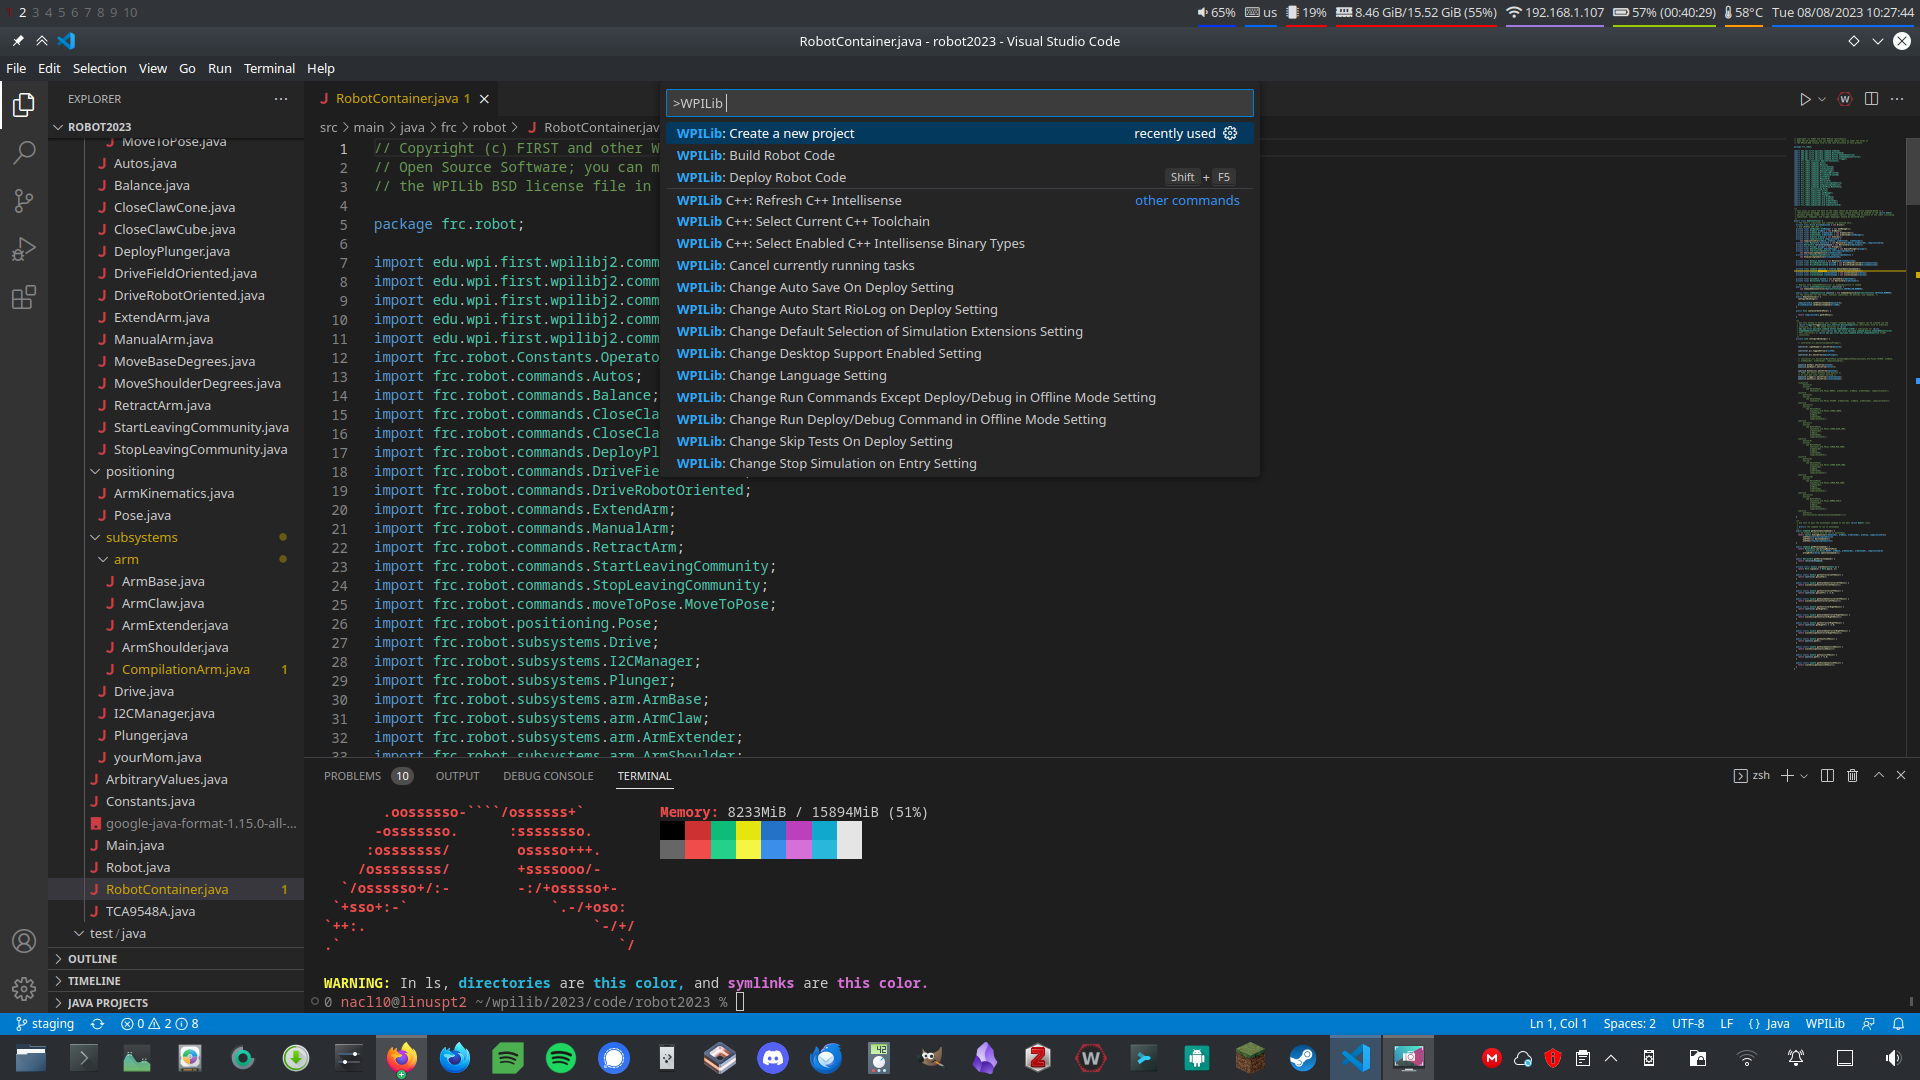 2 3 4 5 6 7 8 9 10
65% us 19% 8.46 GiB/15.52 GiB (55%) 192.168.1.107 57% (00:40:29) 58°C Tue 08/08/2023 10:27:44
RobotContainer.java - robot2023 - Visual Studio Code
File Edit Selection View Go Run Terminal Help
EXPLORER
ROBOT2023
MoveToPose.java
Autos.java
Balance.java
CloseClawCone.java
CloseClawCube.java
DeployPlunger.java
DriveFieldOriented.java
DriveRobotOriented.java
ExtendArm.java
ManualArm.java
MoveBaseDegrees.java
MoveShoulderDegrees.java
RetractArm.java
StartLeavingCommunity.java
StopLeavingCommunity.java
positioning
ArmKinematics.java
Pose.java
subsystems
arm
ArmBase.java
ArmClaw.java
ArmExtender.java
ArmShoulder.java
CompilationArm.java 1
Drive.java
I2CManager.java
Plunger.java
yourMom.java
ArbitraryValues.java
Constants.java
google-java-format-1.15.0-all-...
Main.java
Robot.java
RobotContainer.java 1
TCA9548A.java
test / java
OUTLINE
TIMELINE
JAVA PROJECTS
RobotContainer.java 1
src > main > java > frc > robot > RobotContainer.jav
>WPILib
WPILib: Create a new project recently used
WPILib: Build Robot Code
WPILib: Deploy Robot Code Shift + F5
WPILib C++: Refresh C++ Intellisense other commands
WPILib C++: Select Current C++ Toolchain
WPILib C++: Select Enabled C++ Intellisense Binary Types
WPILib: Cancel currently running tasks
WPILib: Change Auto Save On Deploy Setting
WPILib: Change Auto Start RioLog on Deploy Setting
WPILib: Change Default Selection of Simulation Extensions Setting
WPILib: Change Desktop Support Enabled Setting
WPILib: Change Language Setting
WPILib: Change Run Commands Except Deploy/Debug in Offline Mode Setting
WPILib: Change Run Deploy/Debug Command in Offline Mode Setting
WPILib: Change Skip Tests On Deploy Setting
WPILib: Change Stop Simulation on Entry Setting
1 // Copyright (c) FIRST and other W
2 // Open Source Software; you can m
3 // the WPILib BSD license file in
4
5 package frc.robot;
6
7 import edu.wpi.first.wpilibj2.comm
8 import edu.wpi.first.wpilibj2.comm
9 import edu.wpi.first.wpilibj2.comm
10 import edu.wpi.first.wpilibj2.comm
11 import edu.wpi.first.wpilibj2.comm
12 import frc.robot.Constants.Operato
13 import frc.robot.commands.Autos;
14 import frc.robot.commands.Balance;
15 import frc.robot.commands.CloseCla
16 import frc.robot.commands.CloseCla
17 import frc.robot.commands.DeployPl
18 import frc.robot.commands.DriveFie
19 import frc.robot.commands.DriveRobotOriented;
20 import frc.robot.commands.ExtendArm;
21 import frc.robot.commands.ManualArm;
22 import frc.robot.commands.RetractArm;
23 import frc.robot.commands.StartLeavingCommunity;
24 import frc.robot.commands.StopLeavingCommunity;
25 import frc.robot.commands.moveToPose.MoveToPose;
26 import frc.robot.positioning.Pose;
27 import frc.robot.subsystems.Drive;
28 import frc.robot.subsystems.I2CManager;
29 import frc.robot.subsystems.Plunger;
30 import frc.robot.subsystems.arm.ArmBase;
31 import frc.robot.subsystems.arm.ArmClaw;
32 import frc.robot.subsystems.arm.ArmExtender;
33 import frc.robot.subsystems.arm.ArmShoulder;
PROBLEMS 10 OUTPUT DEBUG CONSOLE TERMINAL zsh
.oossssso-````/ossssss+` Memory: 8233MiB / 15894MiB (51%)
-osssssso. :ssssssso.
:osssssss/ osssso+++.
/ossssssss/ +ssssooo/-
`/ossssso+/:- -:/+osssso+-
`+sso+:-` `.-/+oso:
`++:. `-/+/
.` `/
WARNING: In ls, directories are this color, and symlinks are this color.
0 nacl10@linuspt2 ~/wpilib/2023/code/robot2023 %
staging 0 2 8 Ln 1, Col 1 Spaces: 2 UTF-8 LF {} Java WPILib